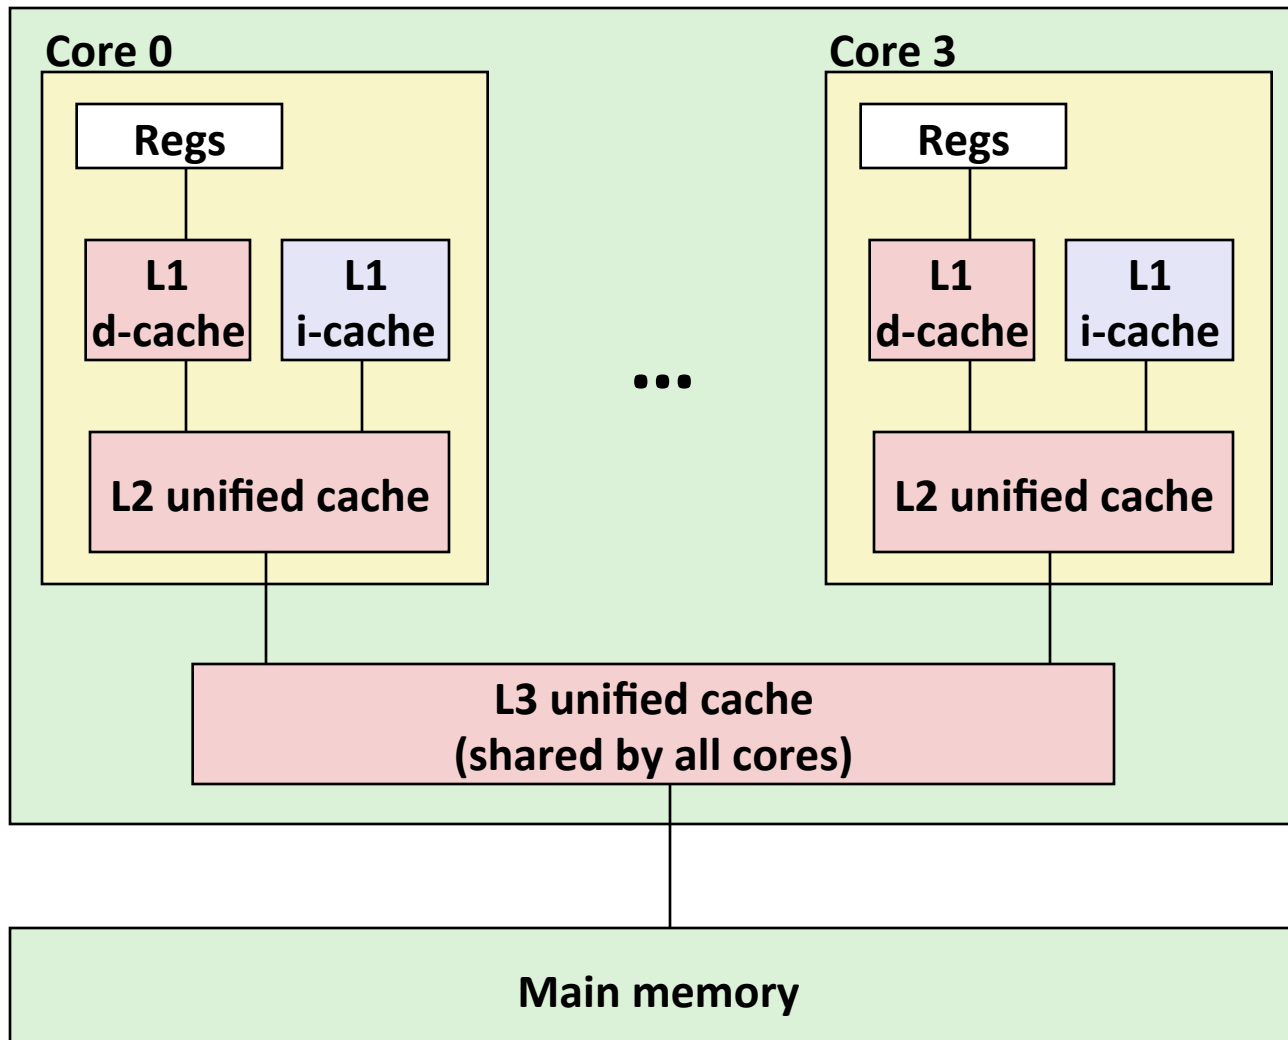 Core 0
Regs
L1
d-cache
L1
i-cache
L2 unified cache
...
Core 3
Regs
L1
d-cache
L1
i-cache
L2 unified cache
L3 unified cache
(shared by all cores)
Main memory